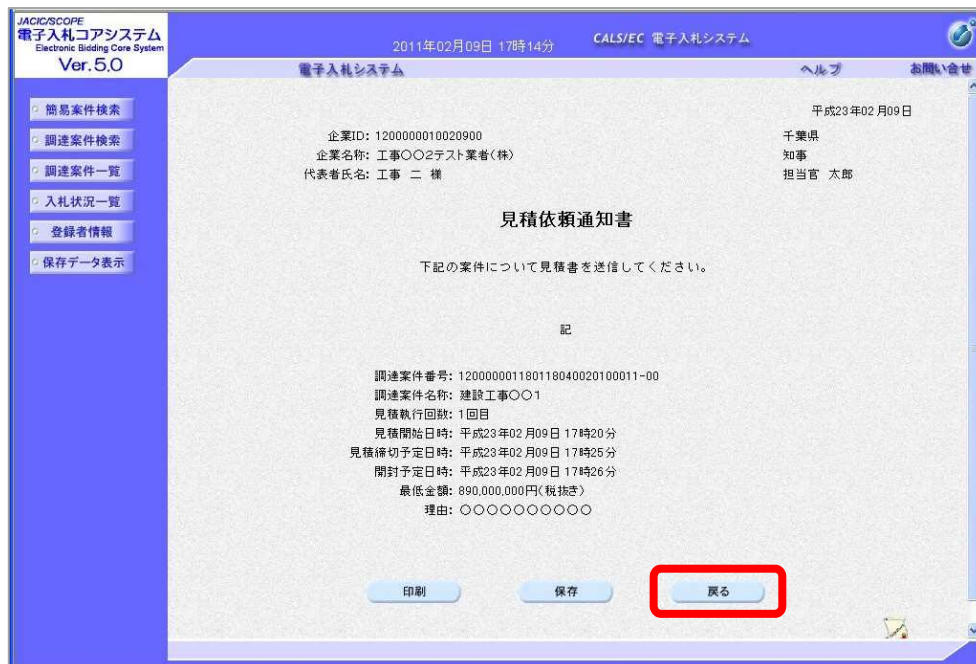 JACIC/SCOPE
電子入札コアシステム
Electronic Bidding Core System
Ver.5.0
2011年02月09日 17時14分
CALS/EC 電子入札システム
電子入札システム
ヘルプ
お問い合せ
簡易案件検索
調達案件検索
調達案件一覧
入札状況一覧
登録者情報
保存データ表示
平成23年02月09日
企業ID: 1200000010020900
千葉県
企業名称: 工事〇〇2テスト業者(株)
知事
代表者氏名: 工事 二 様
担当官 太郎
見積依頼通知書
下記の案件について見積書を送信してください。
記
調達案件番号: 1200000011801180400201000​11-00
調達案件名称: 建設工事〇〇1
見積執行回数: 1回目
見積開始日時: 平成23年02月09日 17時20分
見積締切予定日時: 平成23年02月09日 17時25分
開封予定日時: 平成23年02月09日 17時26分
最低金額: 890,000,000円(税抜き)
理由: 〇〇〇〇〇〇〇〇〇〇
印刷
保存
戻る